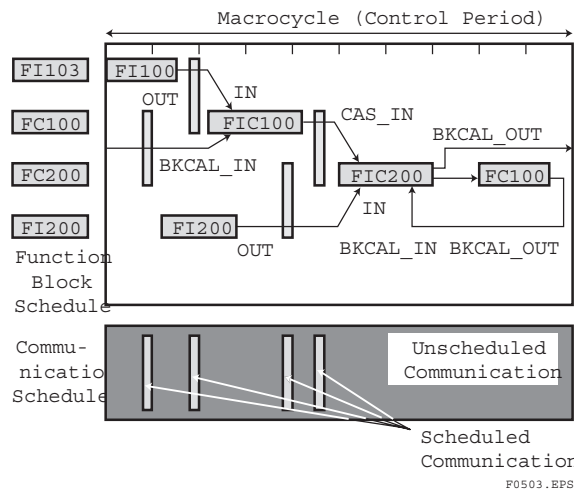 Macrocycle (Control Period)
FI103
FI100
OUT
IN
FC100
FIC100
CAS_IN
BKCAL_OUT
BKCAL_IN
FC200
FIC200
FC100
IN
FI200
FI200
OUT
BKCAL_IN
BKCAL_OUT
Function
Block
Schedule
Commu-
nicatio
Schedule
Unscheduled
Communication
Scheduled
Communication
F0503.EPS